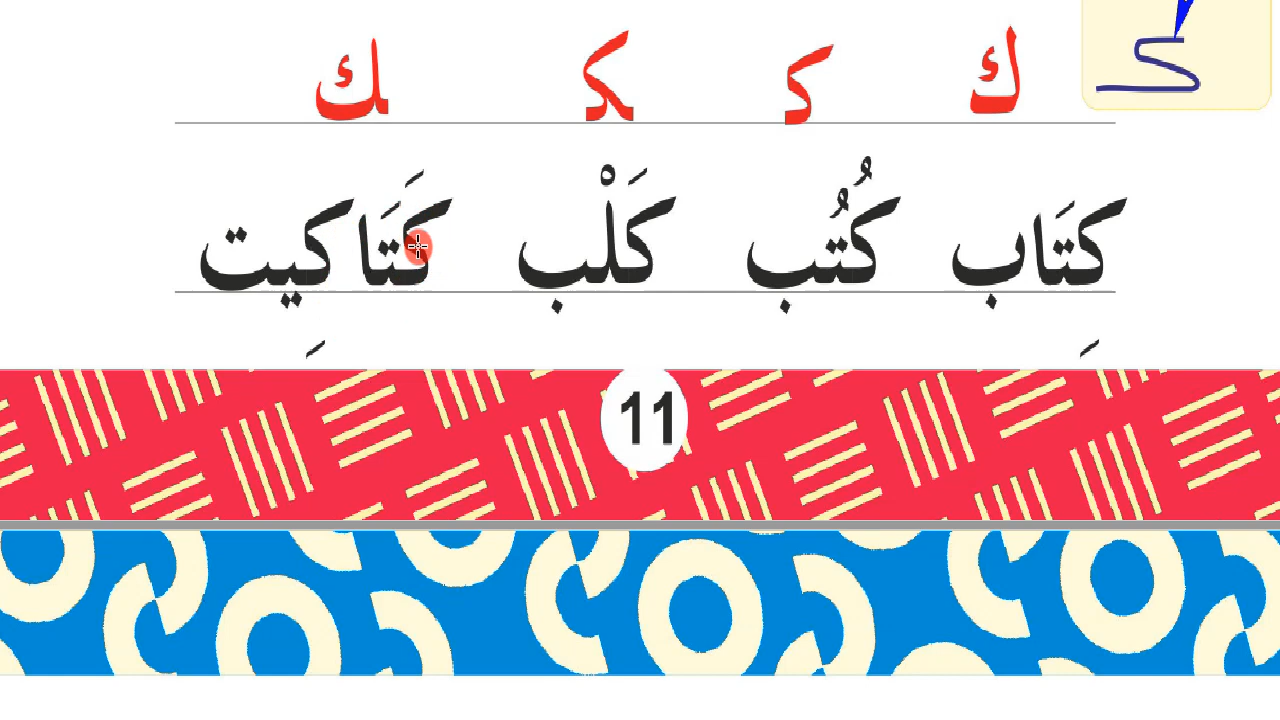 ك كـ ـكـ ـك
كِتَاب كُتُب كَلْب كَتَاكِيت
11